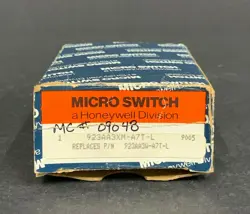 MICRO SWITCH
a Honeywell Division
MC# 09048
1 923AA3XM-A7T-L
REPLACES P/N 923AA3W-A7T-L